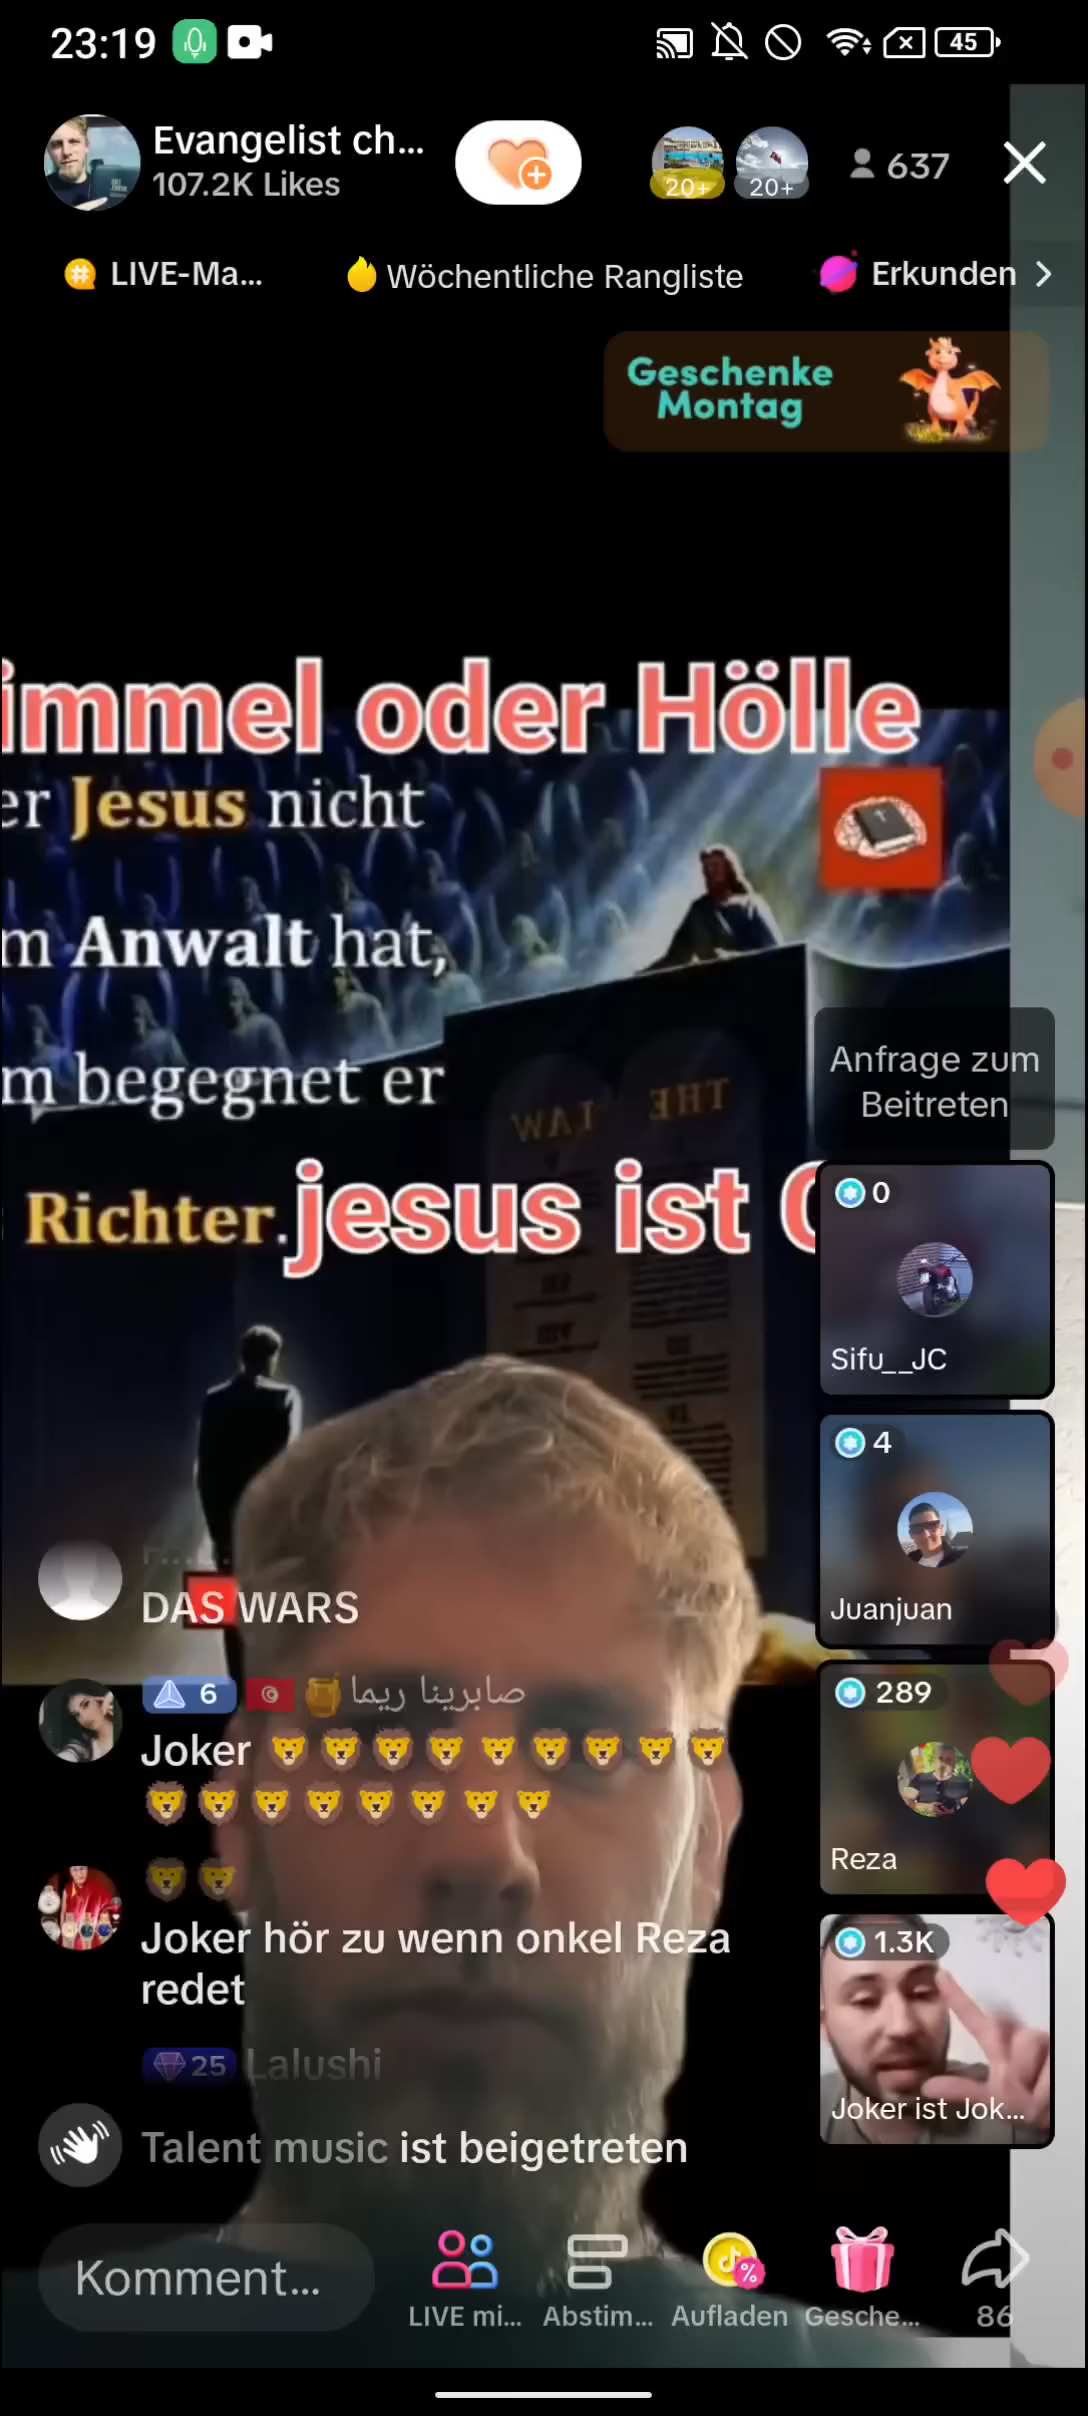 23:19
45
Evangelist ch...
107.2K Likes
20+
20+
637
LIVE-Ma...
Wöchentliche Rangliste
Erkunden
Geschenke
Montag
immel oder Hölle
er Jesus nicht
m Anwalt hat,
m begegnet er
THE LAW
Anfrage zum
Beitreten
Richter.
jesus ist
0
Sifu__JC
4
Juanjuan
DAS WARS
289
Reza
6 صابرينا ريما
Joker 🦁🦁🦁🦁🦁🦁🦁🦁🦁
🦁🦁🦁🦁🦁🦁🦁🦁
🦁🦁
Joker hör zu wenn onkel Reza
redet
1.3K
Joker ist Jok...
25 Lalushi
Talent music ist beigetreten
Komment...
LIVE mi...
Abstim...
Aufladen
Gesche...
86